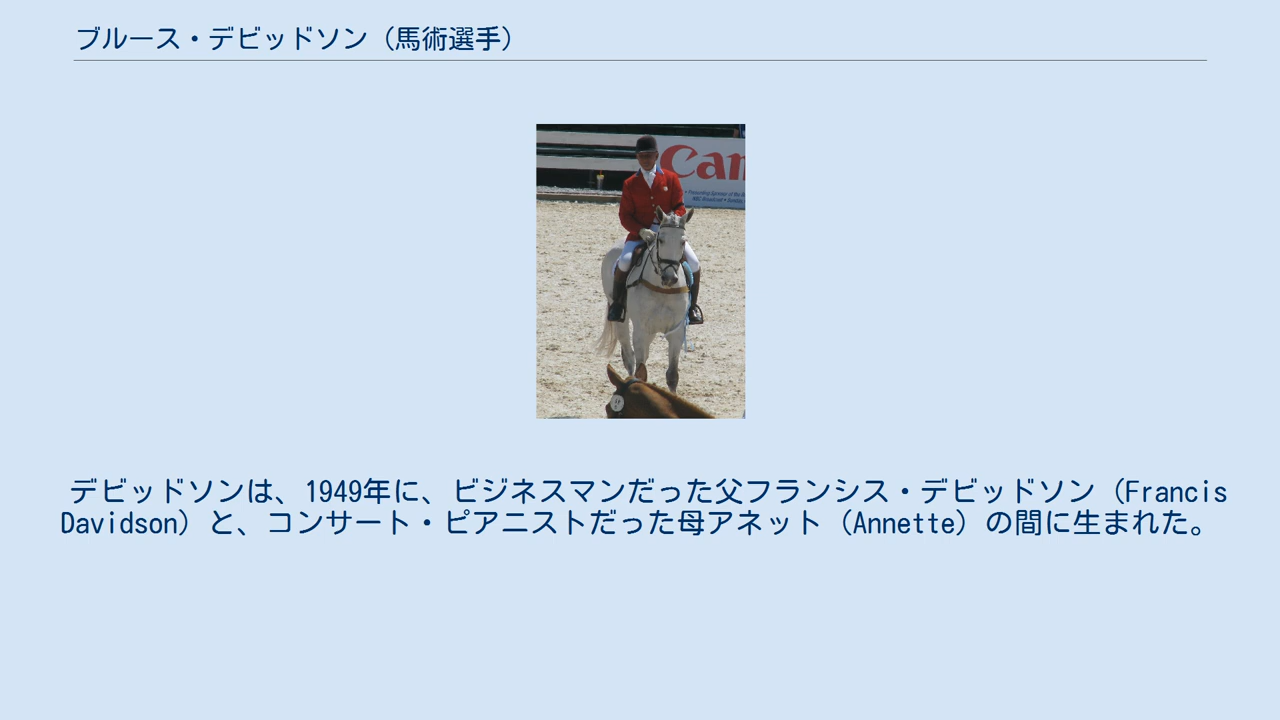 ブルース・デビッドソン（馬術選手）
Can
デビッドソンは、1949年に、ビジネスマンだった父フランシス・デビッドソン（Francis
Davidson）と、コンサート・ピアニストだった母アネット（Annette）の間に生まれた。